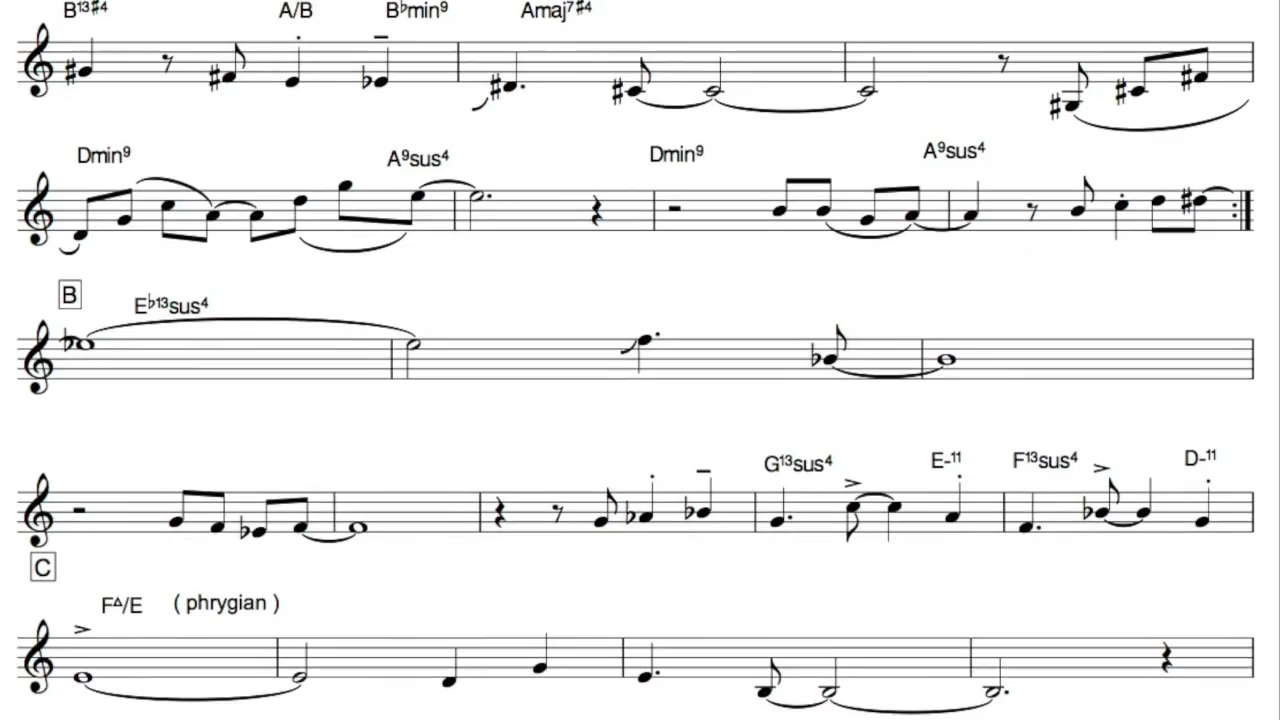 B13♯4 A/B B♭min9 Amaj7♯4
Dmin9 A9sus4 Dmin9 A9sus4
B
E♭13sus4
G13sus4 E-11 F13sus4 D-11
C
F△/E ( phrygian )